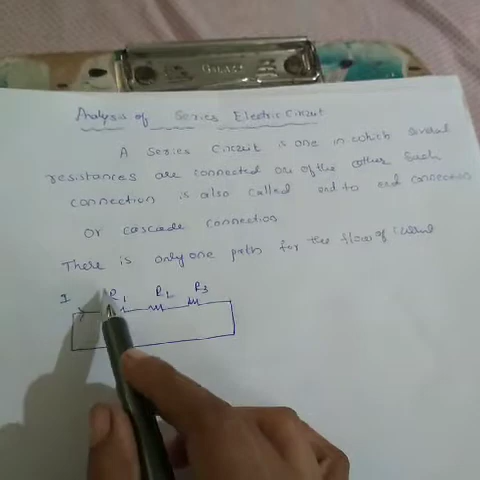 Analysis of Series Electric Circuit
A Series Circuit is one in which several
resistances are connected one of the other Such
connection is also called end to end connection
Or cascade connection
There is only one path for the flow of current
I R1 R2 R3